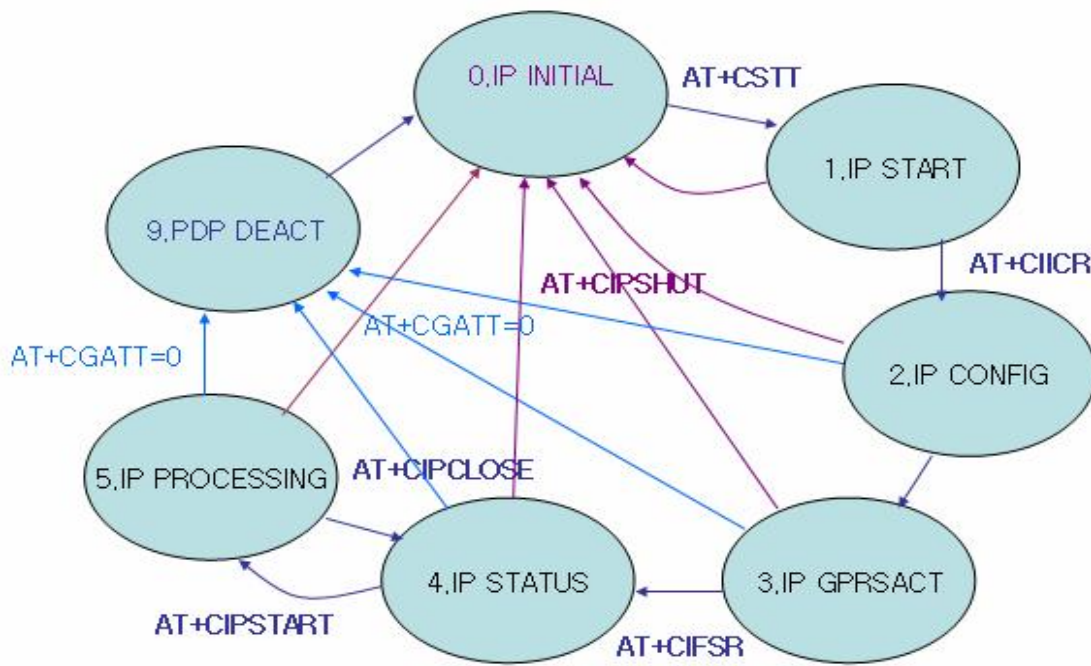 0,IP INITIAL
AT+CSTT
1,IP START
9,PDP DEACT
AT+CIICR
AT+CIPSHUT
AT+CGATT=0
AT+CGATT=0
2,IP CONFIG
5,IP PROCESSING
AT+CIPCLOSE
4,IP STATUS
3,IP GPRSACT
AT+CIPSTART
AT+CIFSR